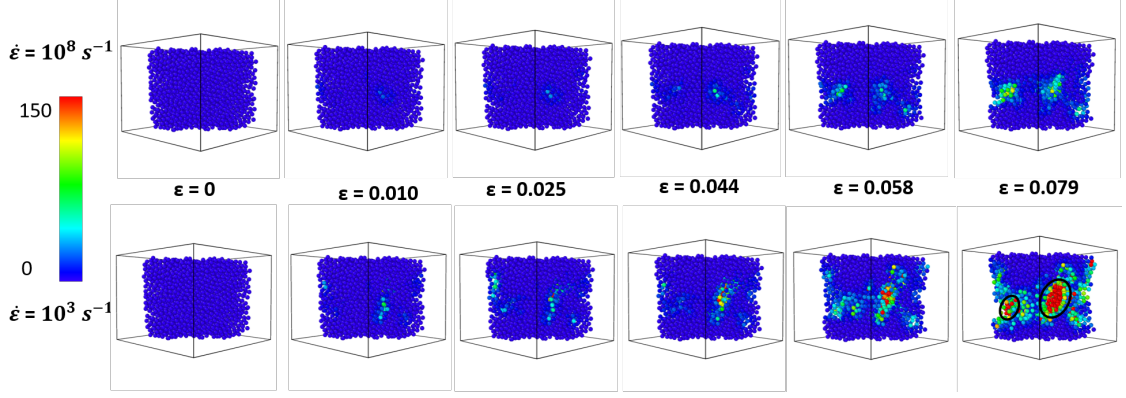 ε̇ = 10⁸ s⁻¹
150
0
ε = 0
ε = 0.010
ε = 0.025
ε = 0.044
ε = 0.058
ε = 0.079
ε̇ = 10³ s⁻¹